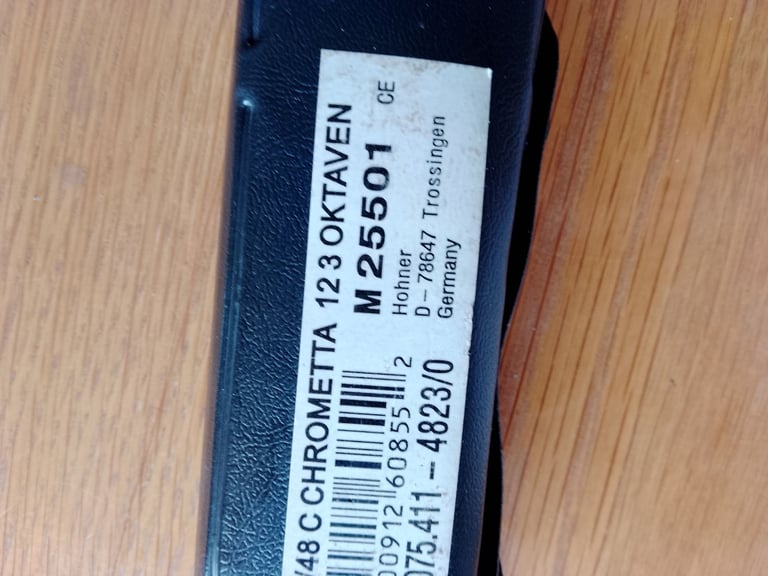 /48 C CHROMETTA 12 3 OKTAVEN
M 25501 CE
Hohner
D-78647 Trossingen
Germany
00912 60855 2
075.411-4823/0